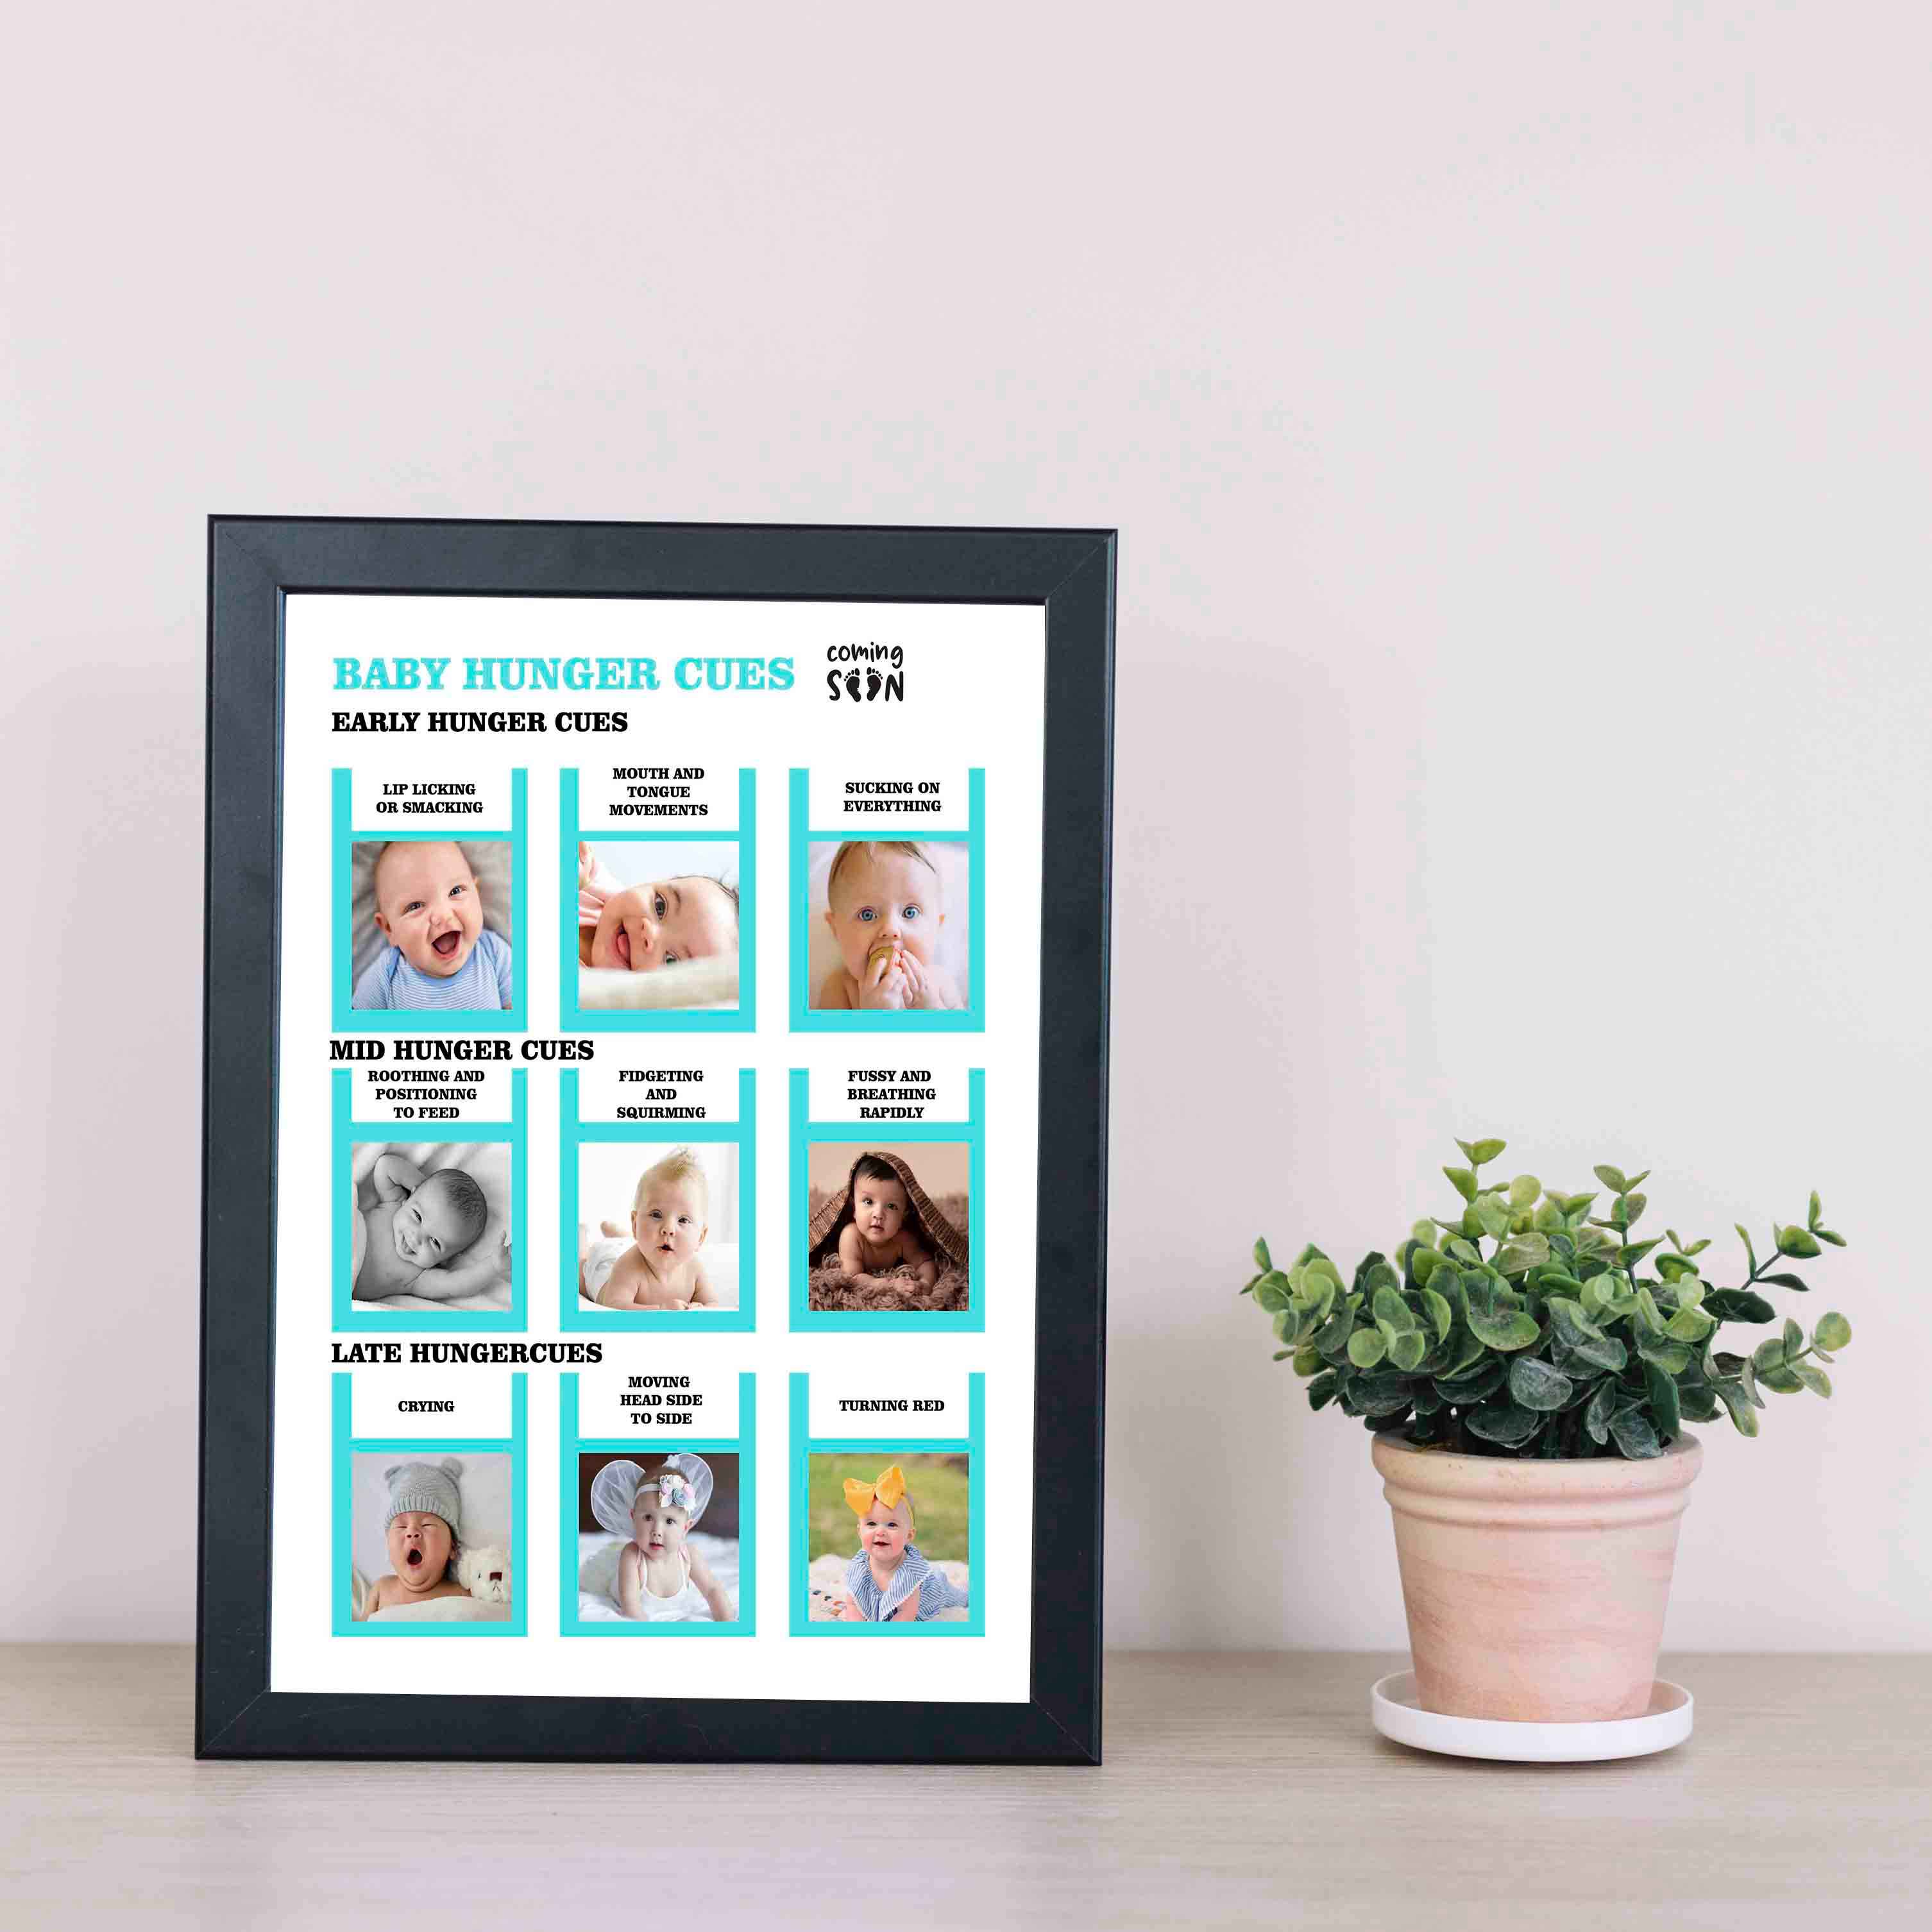 BABY HUNGER CUES
coming
SOON
EARLY HUNGER CUES
LIP LICKING
OR SMACKING
MOUTH AND
TONGUE
MOVEMENTS
SUCKING ON
EVERYTHING
MID HUNGER CUES
ROOTHING AND
POSITIONING
TO FEED
FIDGETING
AND
SQUIRMING
FUSSY AND
BREATHING
RAPIDLY
LATE HUNGERCUES
CRYING
MOVING
HEAD SIDE
TO SIDE
TURNING RED